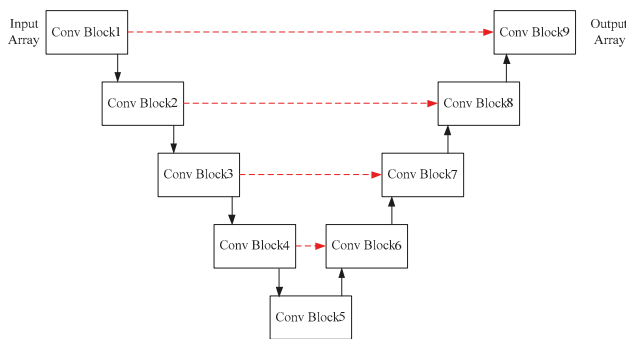 Input
Array
Conv Block1
Conv Block9
Output
Array
Conv Block2
Conv Block8
Conv Block3
Conv Block7
Conv Block4
Conv Block6
Conv Block5